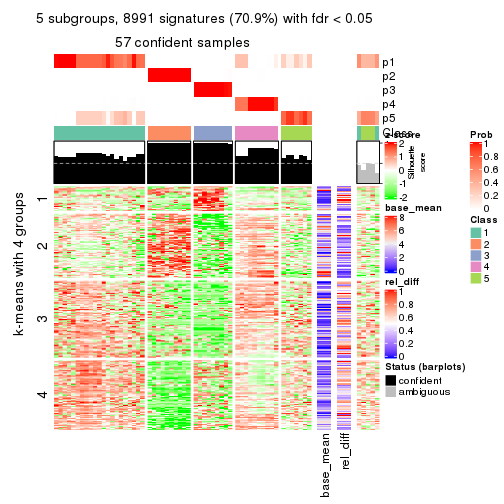 5 subgroups, 8991 signatures (70.9%) with fdr < 0.05
57 confident samples
p1
p2
p3
p4
p5
Class
Silhouette score
k-means with 4 groups
1
2
3
4
base_mean
rel_diff
z-score
2
1
0
-1
-2
base_mean
8
6
4
2
0
rel_diff
1
0.8
0.6
0.4
0.2
0
Status (barplots)
confident
ambiguous
Prob
1
0.8
0.6
0.4
0.2
0
Class
1
2
3
4
5